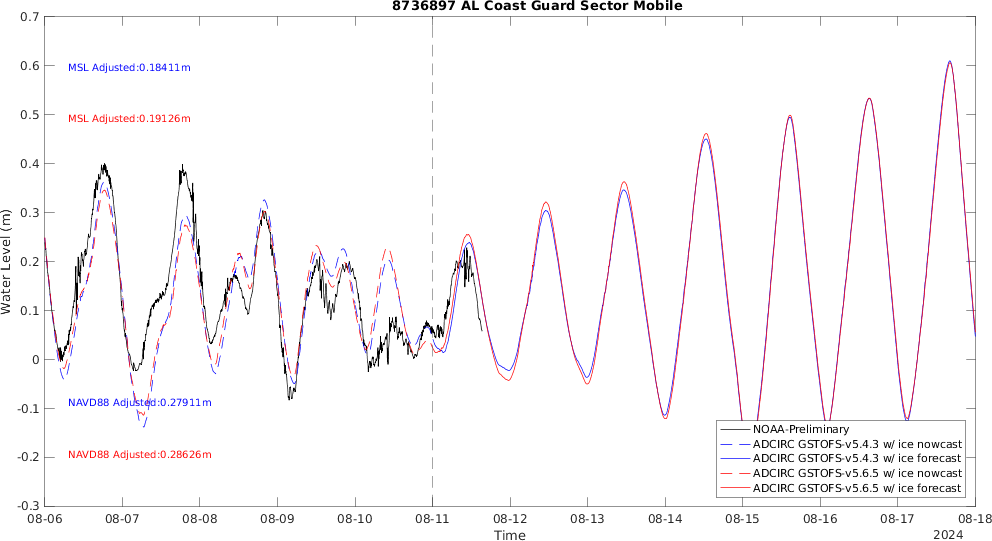 8736897 AL Coast Guard Sector Mobile
0.7
0.6
0.5
0.4
0.3
0.2
0.1
0
-0.1
-0.2
-0.3
Water Level (m)
MSL Adjusted:0.18411m
MSL Adjusted:0.19126m
NAVD88 Adjusted:0.27911m
NAVD88 Adjusted:0.28626m
NOAA-Preliminary
ADCIRC GSTOFS-v5.4.3 w/ ice nowcast
ADCIRC GSTOFS-v5.4.3 w/ ice forecast
ADCIRC GSTOFS-v5.6.5 w/ ice nowcast
ADCIRC GSTOFS-v5.6.5 w/ ice forecast
08-06 08-07 08-08 08-09 08-10 08-11 08-12 08-13 08-14 08-15 08-16 08-17 08-18
Time
2024